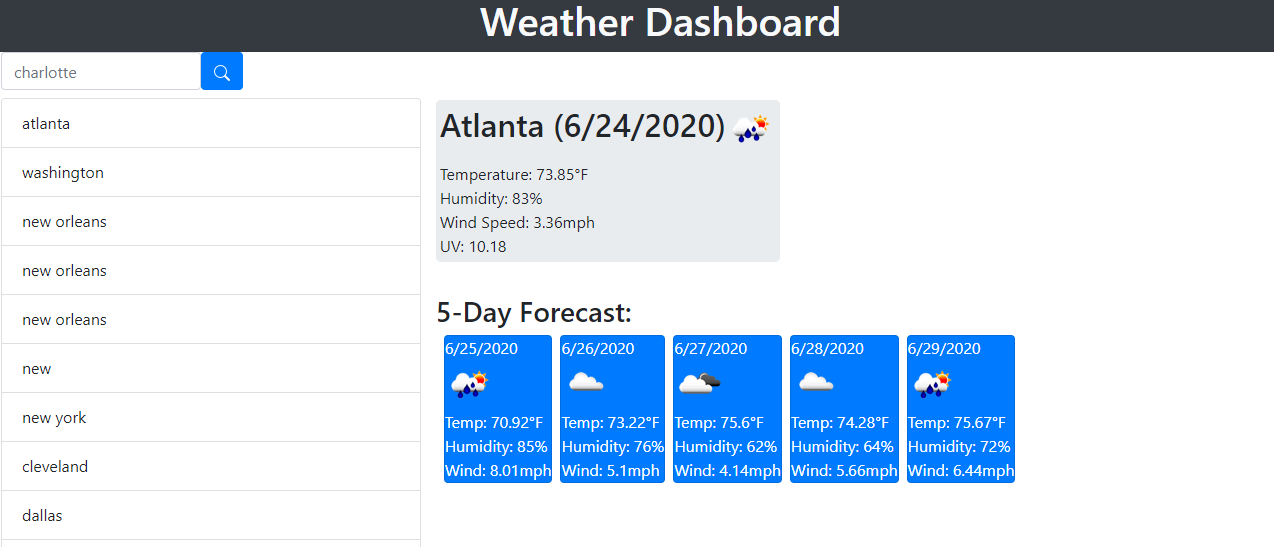 Weather Dashboard
charlotte
atlanta
washington
new orleans
new orleans
new orleans
new
new york
cleveland
dallas
Atlanta (6/24/2020)
Temperature: 73.85°F
Humidity: 83%
Wind Speed: 3.36mph
UV: 10.18
5-Day Forecast:
6/25/2020
Temp: 70.92°F
Humidity: 85%
Wind: 8.01mph
6/26/2020
Temp: 73.22°F
Humidity: 76%
Wind: 5.1mph
6/27/2020
Temp: 75.6°F
Humidity: 62%
Wind: 4.14mph
6/28/2020
Temp: 74.28°F
Humidity: 64%
Wind: 5.66mph
6/29/2020
Temp: 75.67°F
Humidity: 72%
Wind: 6.44mph